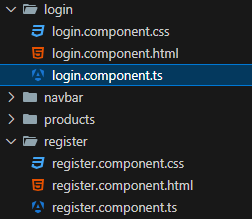 login
login.component.css
login.component.html
login.component.ts
navbar
products
register
register.component.css
register.component.html
register.component.ts